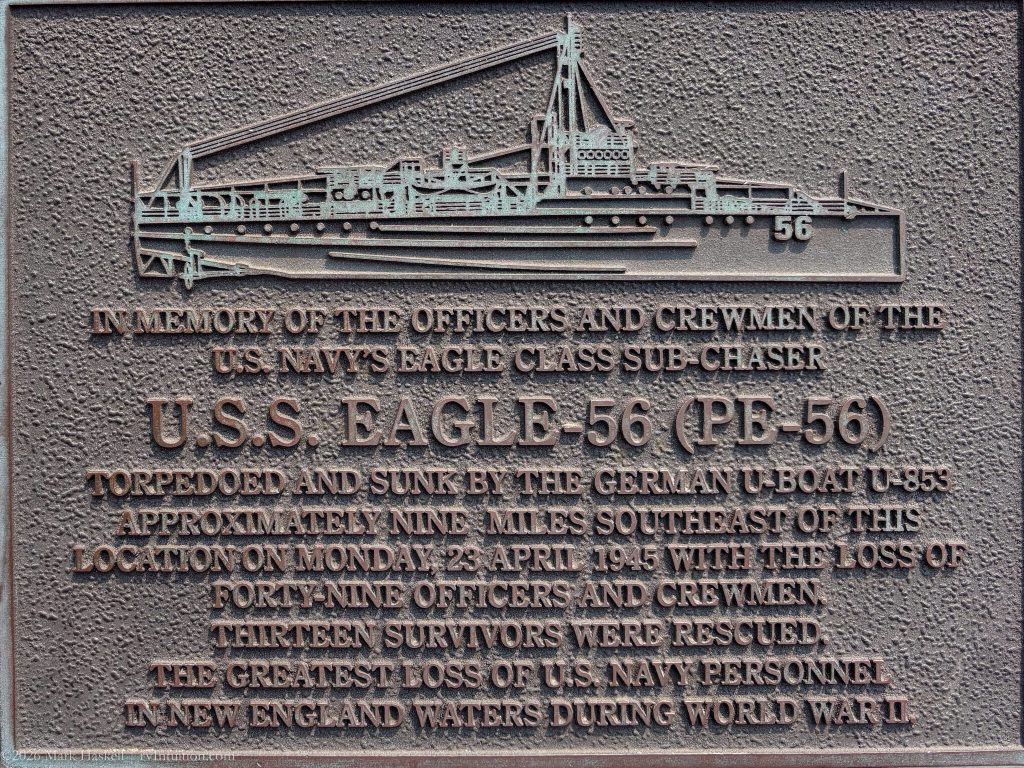 56
IN MEMORY OF THE OFFICERS AND CREWMEN OF THE
U.S. NAVY'S EAGLE CLASS SUB-CHASER
U.S.S. EAGLE-56 (PE-56)
TORPEDOED AND SUNK BY THE GERMAN U-BOAT U-853
APPROXIMATELY NINE MILES SOUTHEAST OF THIS
LOCATION ON MONDAY, 23 APRIL 1945 WITH THE LOSS OF
FORTY-NINE OFFICERS AND CREWMEN.
THIRTEEN SURVIVORS WERE RESCUED.
THE GREATEST LOSS OF U.S. NAVY PERSONNEL
IN NEW ENGLAND WATERS DURING WORLD WAR II.
©2026 Mark Haskell